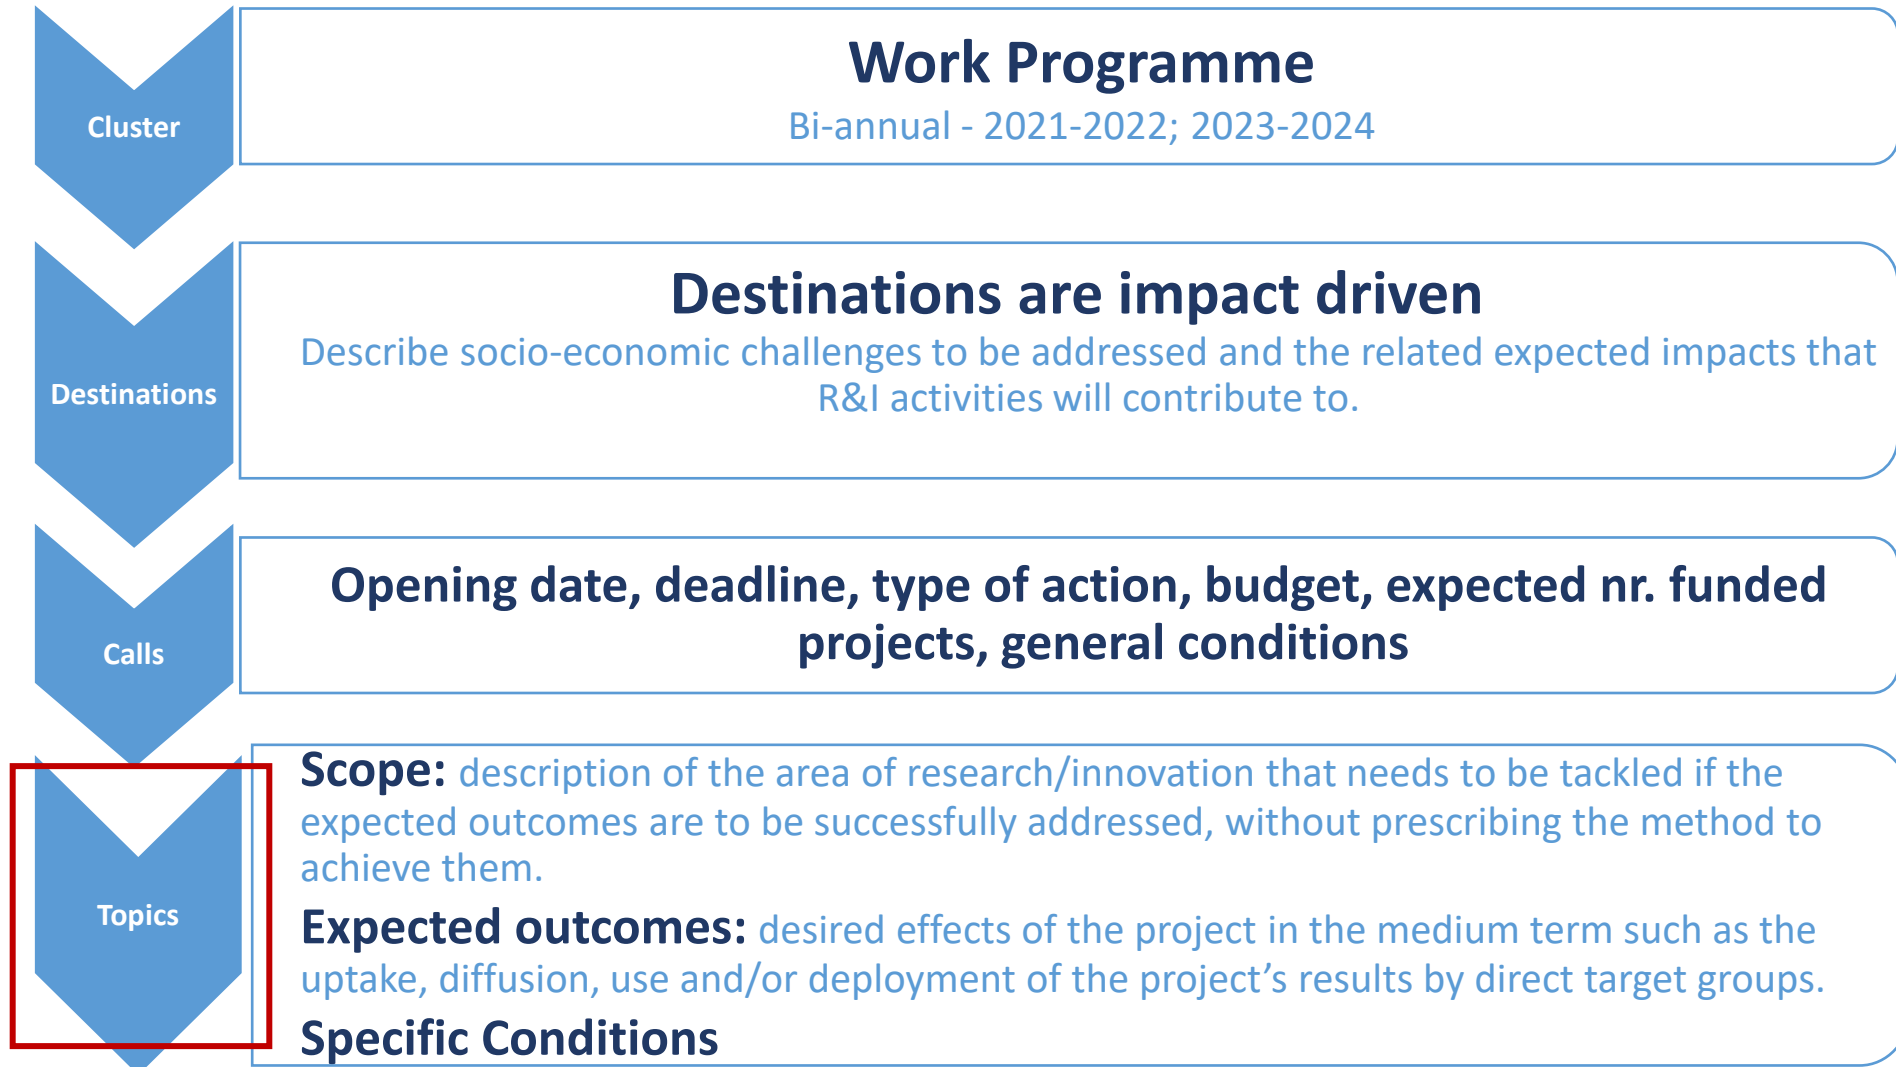 Cluster
Work Programme
Bi-annual - 2021-2022; 2023-2024
Destinations
Destinations are impact driven
Describe socio-economic challenges to be addressed and the related expected impacts that
R&I activities will contribute to.
Calls
Opening date, deadline, type of action, budget, expected nr. funded
projects, general conditions
Topics
Scope: description of the area of research/innovation that needs to be tackled if the
expected outcomes are to be successfully addressed, without prescribing the method to
achieve them.
Expected outcomes: desired effects of the project in the medium term such as the
uptake, diffusion, use and/or deployment of the project’s results by direct target groups.
Specific Conditions